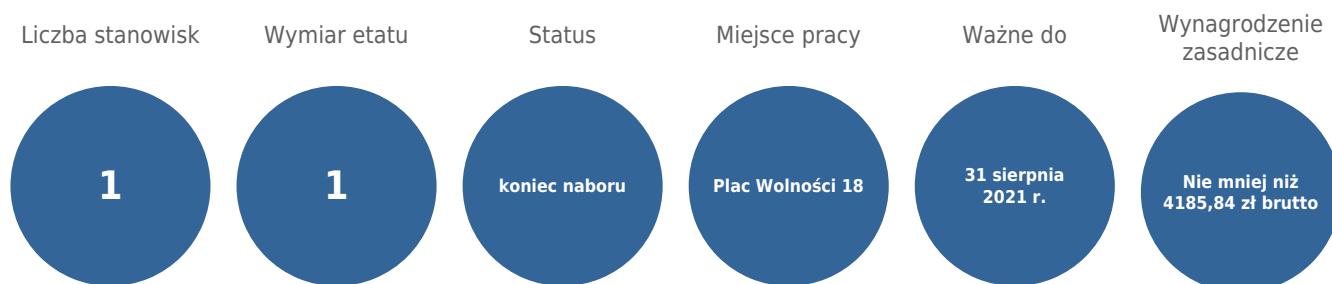 Liczba stanowisk
1
Wymiar etatu
1
Status
koniec naboru
Miejsce pracy
Plac Wolności 18
Ważne do
31 sierpnia
2021 r.
Wynagrodzenie
zasadnicze
Nie mniej niż
4185,84 zł brutto